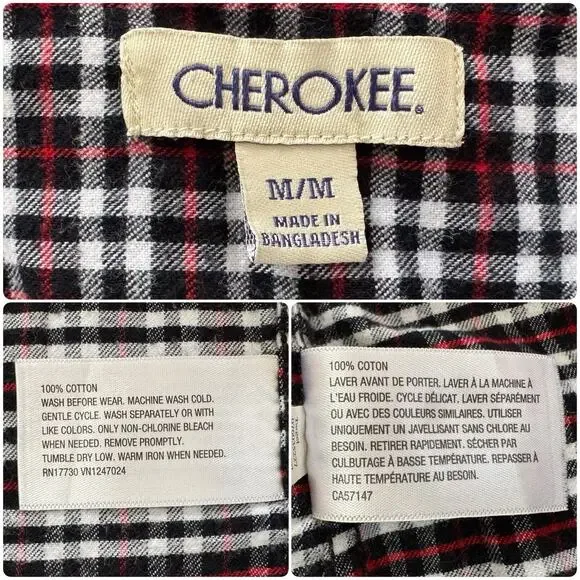 CHEROKEE®
M/M
MADE IN
BANGLADESH
100% COTTON
WASH BEFORE WEAR. MACHINE WASH COLD.
GENTLE CYCLE. WASH SEPARATELY OR WITH
LIKE COLORS. ONLY NON-CHLORINE BLEACH
WHEN NEEDED. REMOVE PROMPTLY.
TUMBLE DRY LOW. WARM IRON WHEN NEEDED.
RN17730 VN1247024
100% COTON
LAVER AVANT DE PORTER. LAVER À LA MACHINE À
L'EAU FROIDE. CYCLE DÉLICAT. LAVER SÉPARÉMENT
OU AVEC DES COULEURS SIMILAIRES. UTILISER
UNIQUEMENT UN JAVELLISANT SANS CHLORE AU
BESOIN. RETIRER RAPIDEMENT. SÉCHER PAR
CULBUTAGE À BASSE TEMPÉRATURE. REPASSER À
HAUTE TEMPÉRATURE AU BESOIN.
CA57147